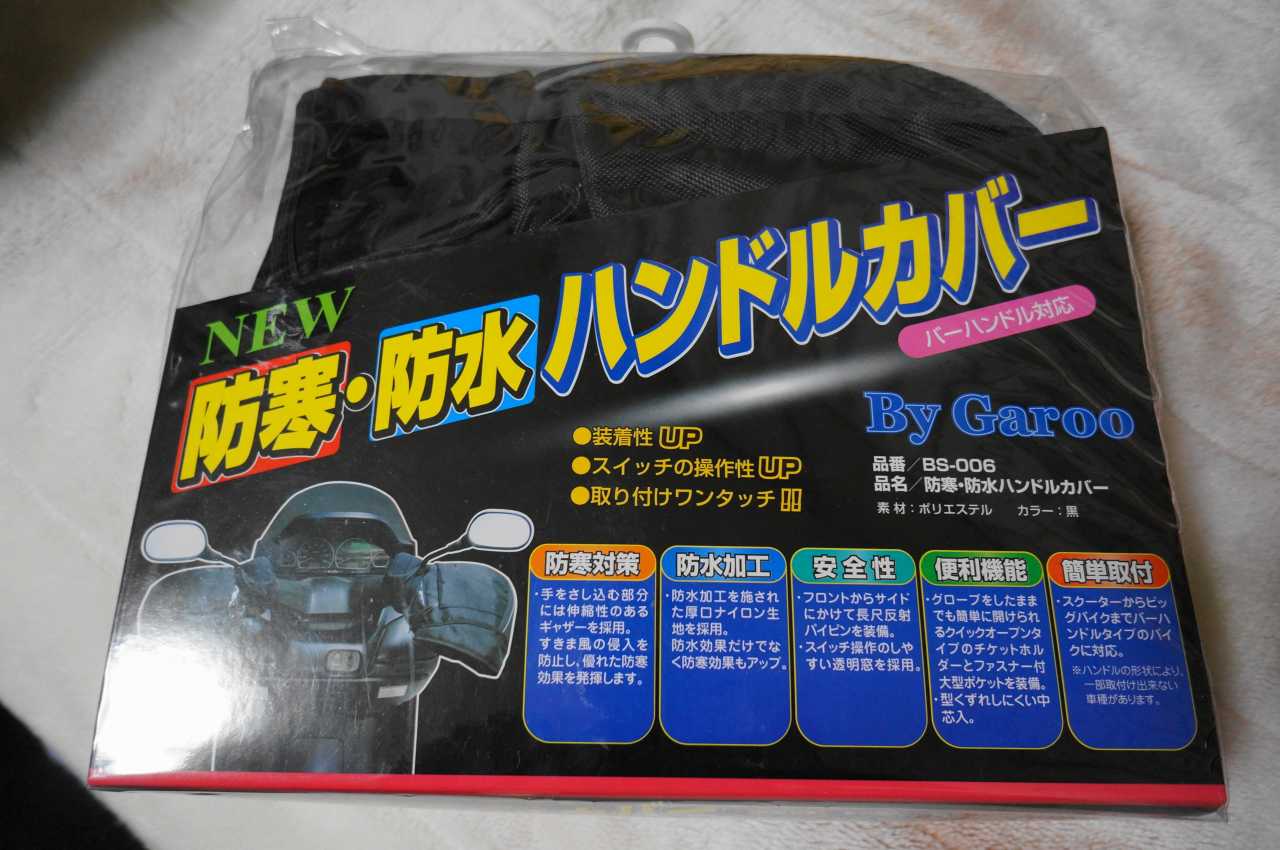 NEW
防寒・防水 ハンドルカバー
バーハンドル対応
By Garoo
●装着性UP
●スイッチの操作性UP
●取り付けワンタッチ!!
品番/BS-006
品名/防寒・防水ハンドルカバー
素材:ポリエステル カラー:黒
防寒対策
・手をさし込む部分
には伸縮性のある
ギャザーを採用。
すきま風の侵入を
防止し、優れた防寒
効果を発揮します。
防水加工
・防水加工を施され
た厚口ナイロン生
地を採用。
防水効果だけでな
く防寒効果もアップ。
安全性
・フロントからサイド
にかけて長尺反射
パイピンを装備。
・スイッチ操作のしや
すい透明窓を採用。
便利機能
・グローブをしたまま
でも簡単に開けられ
るクイックオープンタ
イプのチケットホル
ダーとファスナー付
大型ポケットを装備。
・型くずれしにくい中
芯入。
簡単取付
・スクーターからビッ
グバイクまでバーハ
ンドルタイプのバイ
クに対応。
※ハンドルの形状により、
一部取付け出来ない
車種があります。